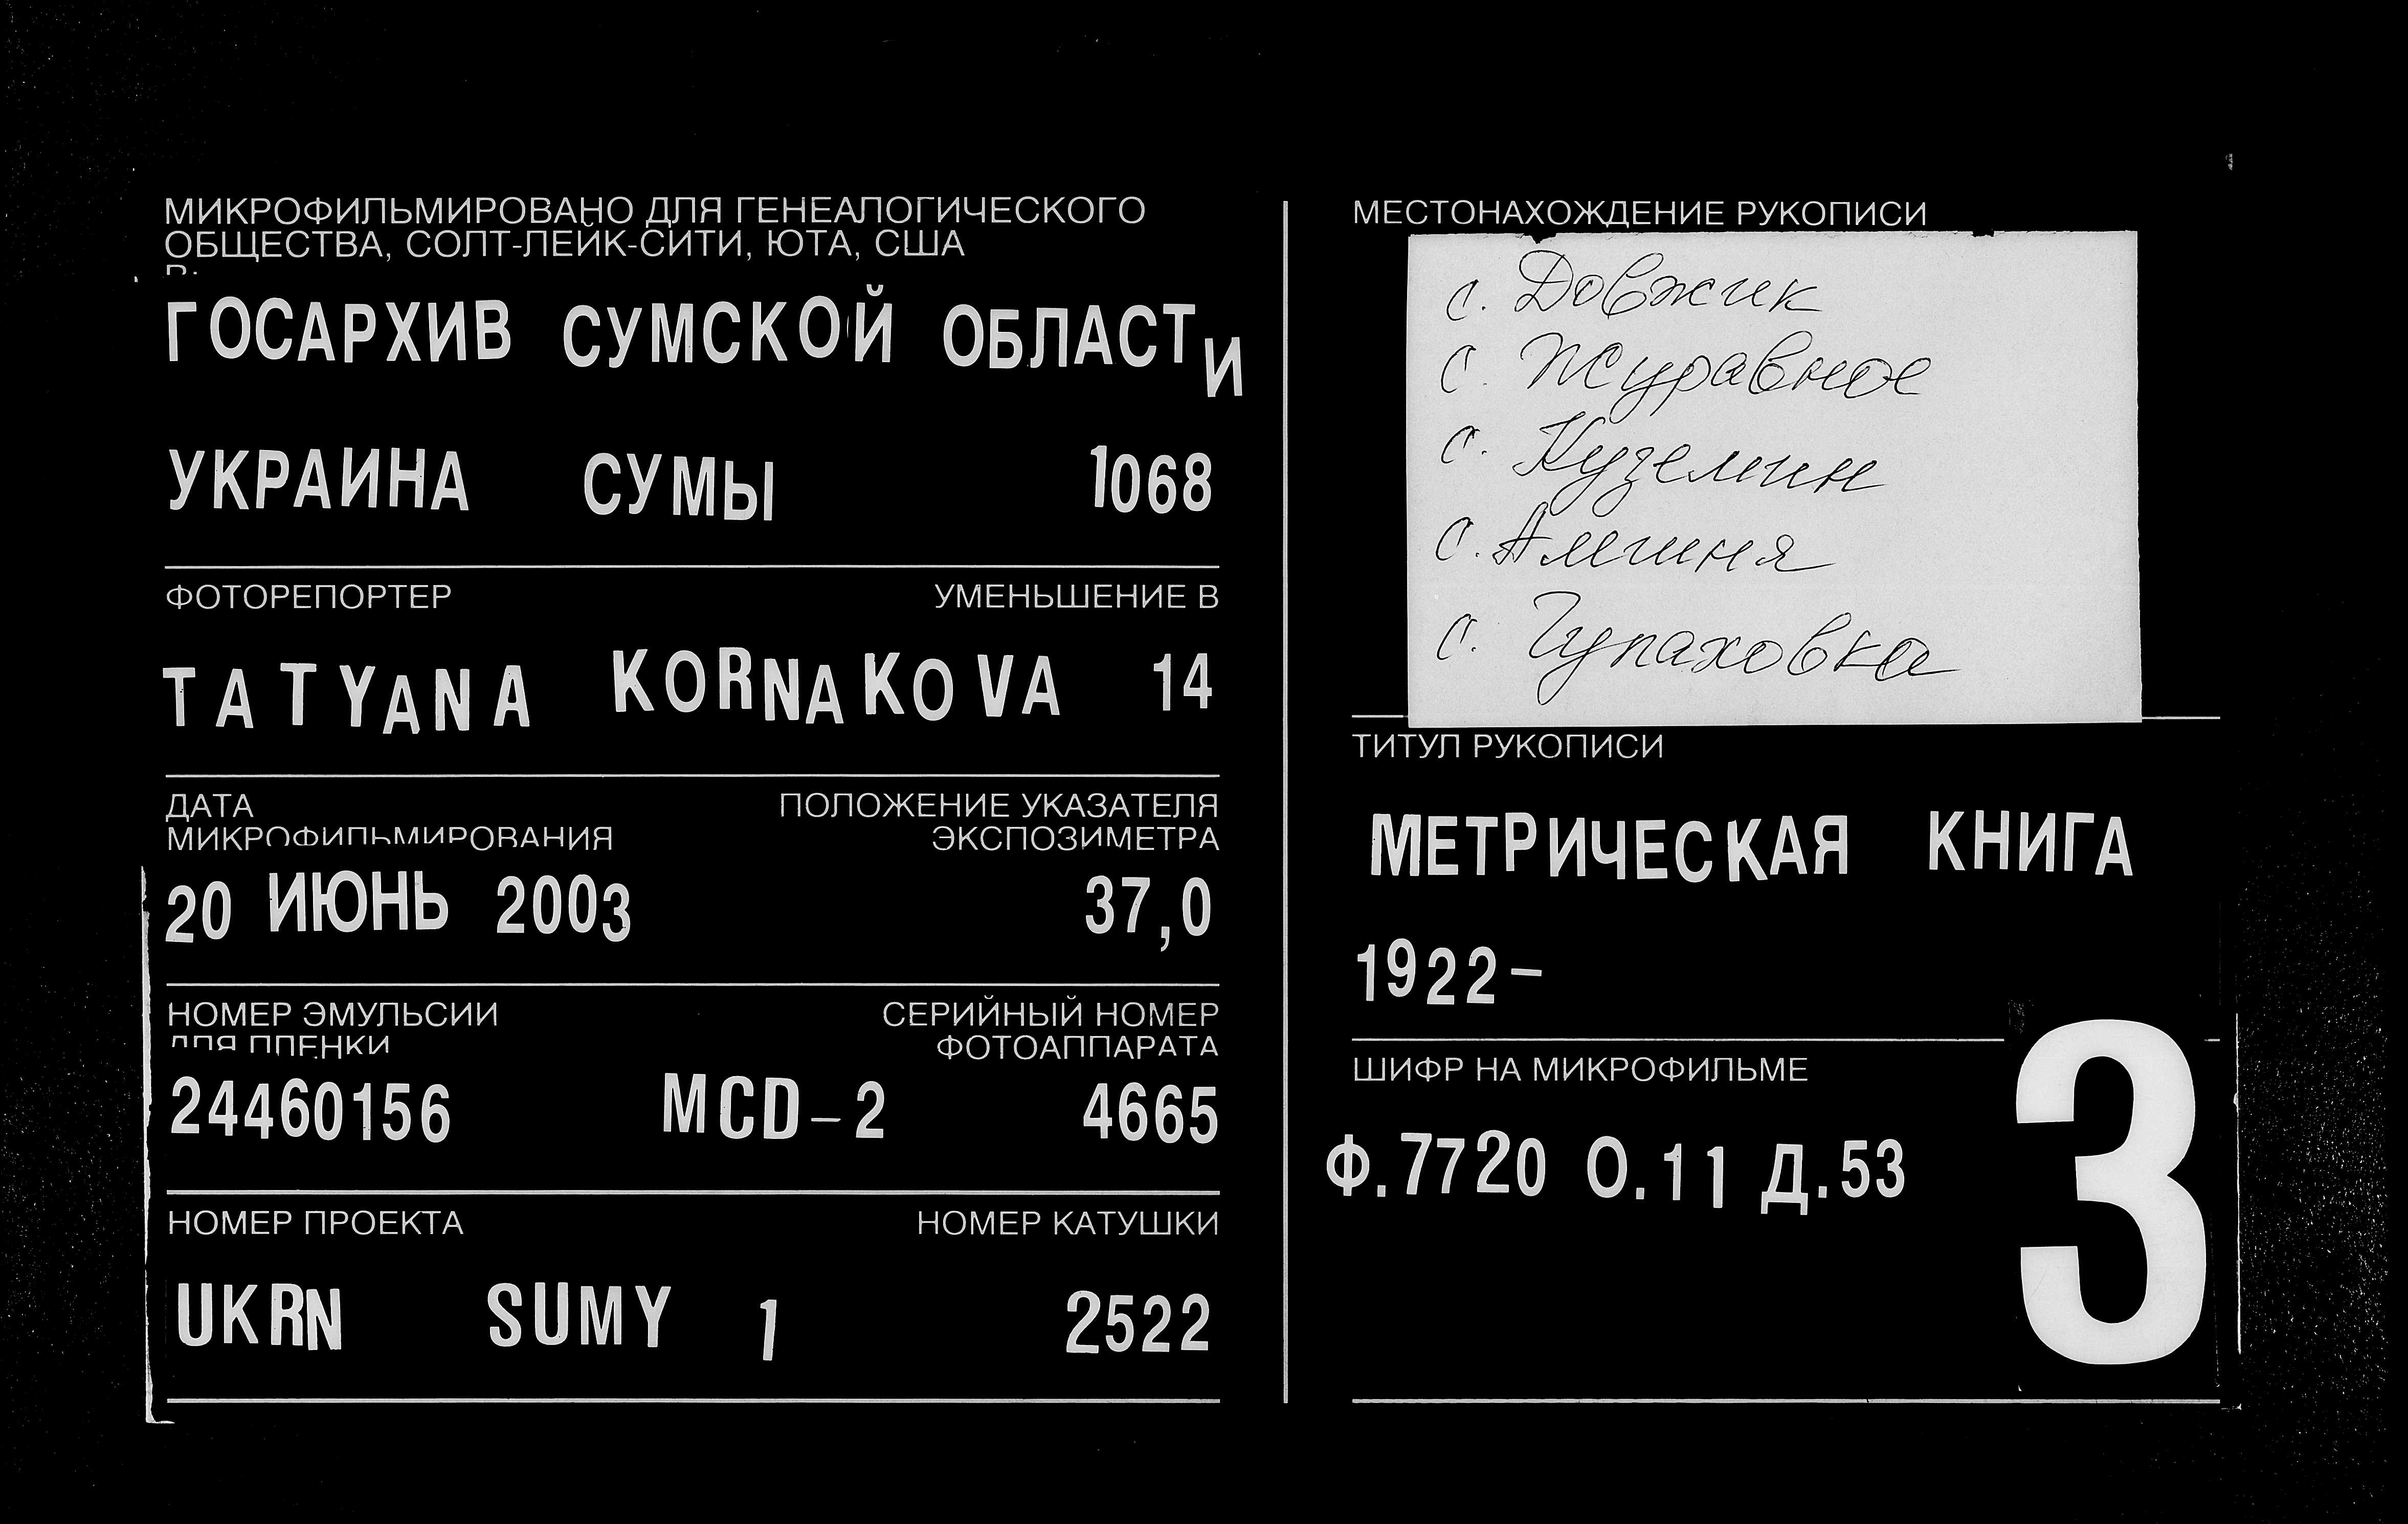 МИКРОФИЛЬМИРОВАНО ДЛЯ ГЕНЕАЛОГИЧЕСКОГО
ОБЩЕСТВА, СОЛТ-ЛЕЙК-СИТИ, ЮТА, США
ГОСАРХИВ СУМСКОЙ ОБЛАСТИ
УКРАИНА СУМЫ 1068
ФОТОРЕПОРТЕР УМЕНЬШЕНИЕ В
TATYANA KORNAKOVA 14
ДАТА ПОЛОЖЕНИЕ УКАЗАТЕЛЯ
МИКРОФИЛЬМИРОВАНИЯ ЭКСПОЗИМЕТРА
20 ИЮНЬ 2003 37,0
НОМЕР ЭМУЛЬСИИ СЕРИЙНЫЙ НОМЕР
ДЛЯ ПЛЕНКИ ФОТОАППАРАТА
24460156 MCD-2 4665
НОМЕР ПРОЕКТА НОМЕР КАТУШКИ
UKRN SUMY 1 2522
МЕСТОНАХОЖДЕНИЕ РУКОПИСИ
с. Довжик
с. Журавное
с. Куземин
с. Лишня
с. Чупаховка
ТИТУЛ РУКОПИСИ
МЕТРИЧЕСКАЯ КНИГА
1922-
ШИФР НА МИКРОФИЛЬМЕ
Ф.7720 О.11 Д.53
3